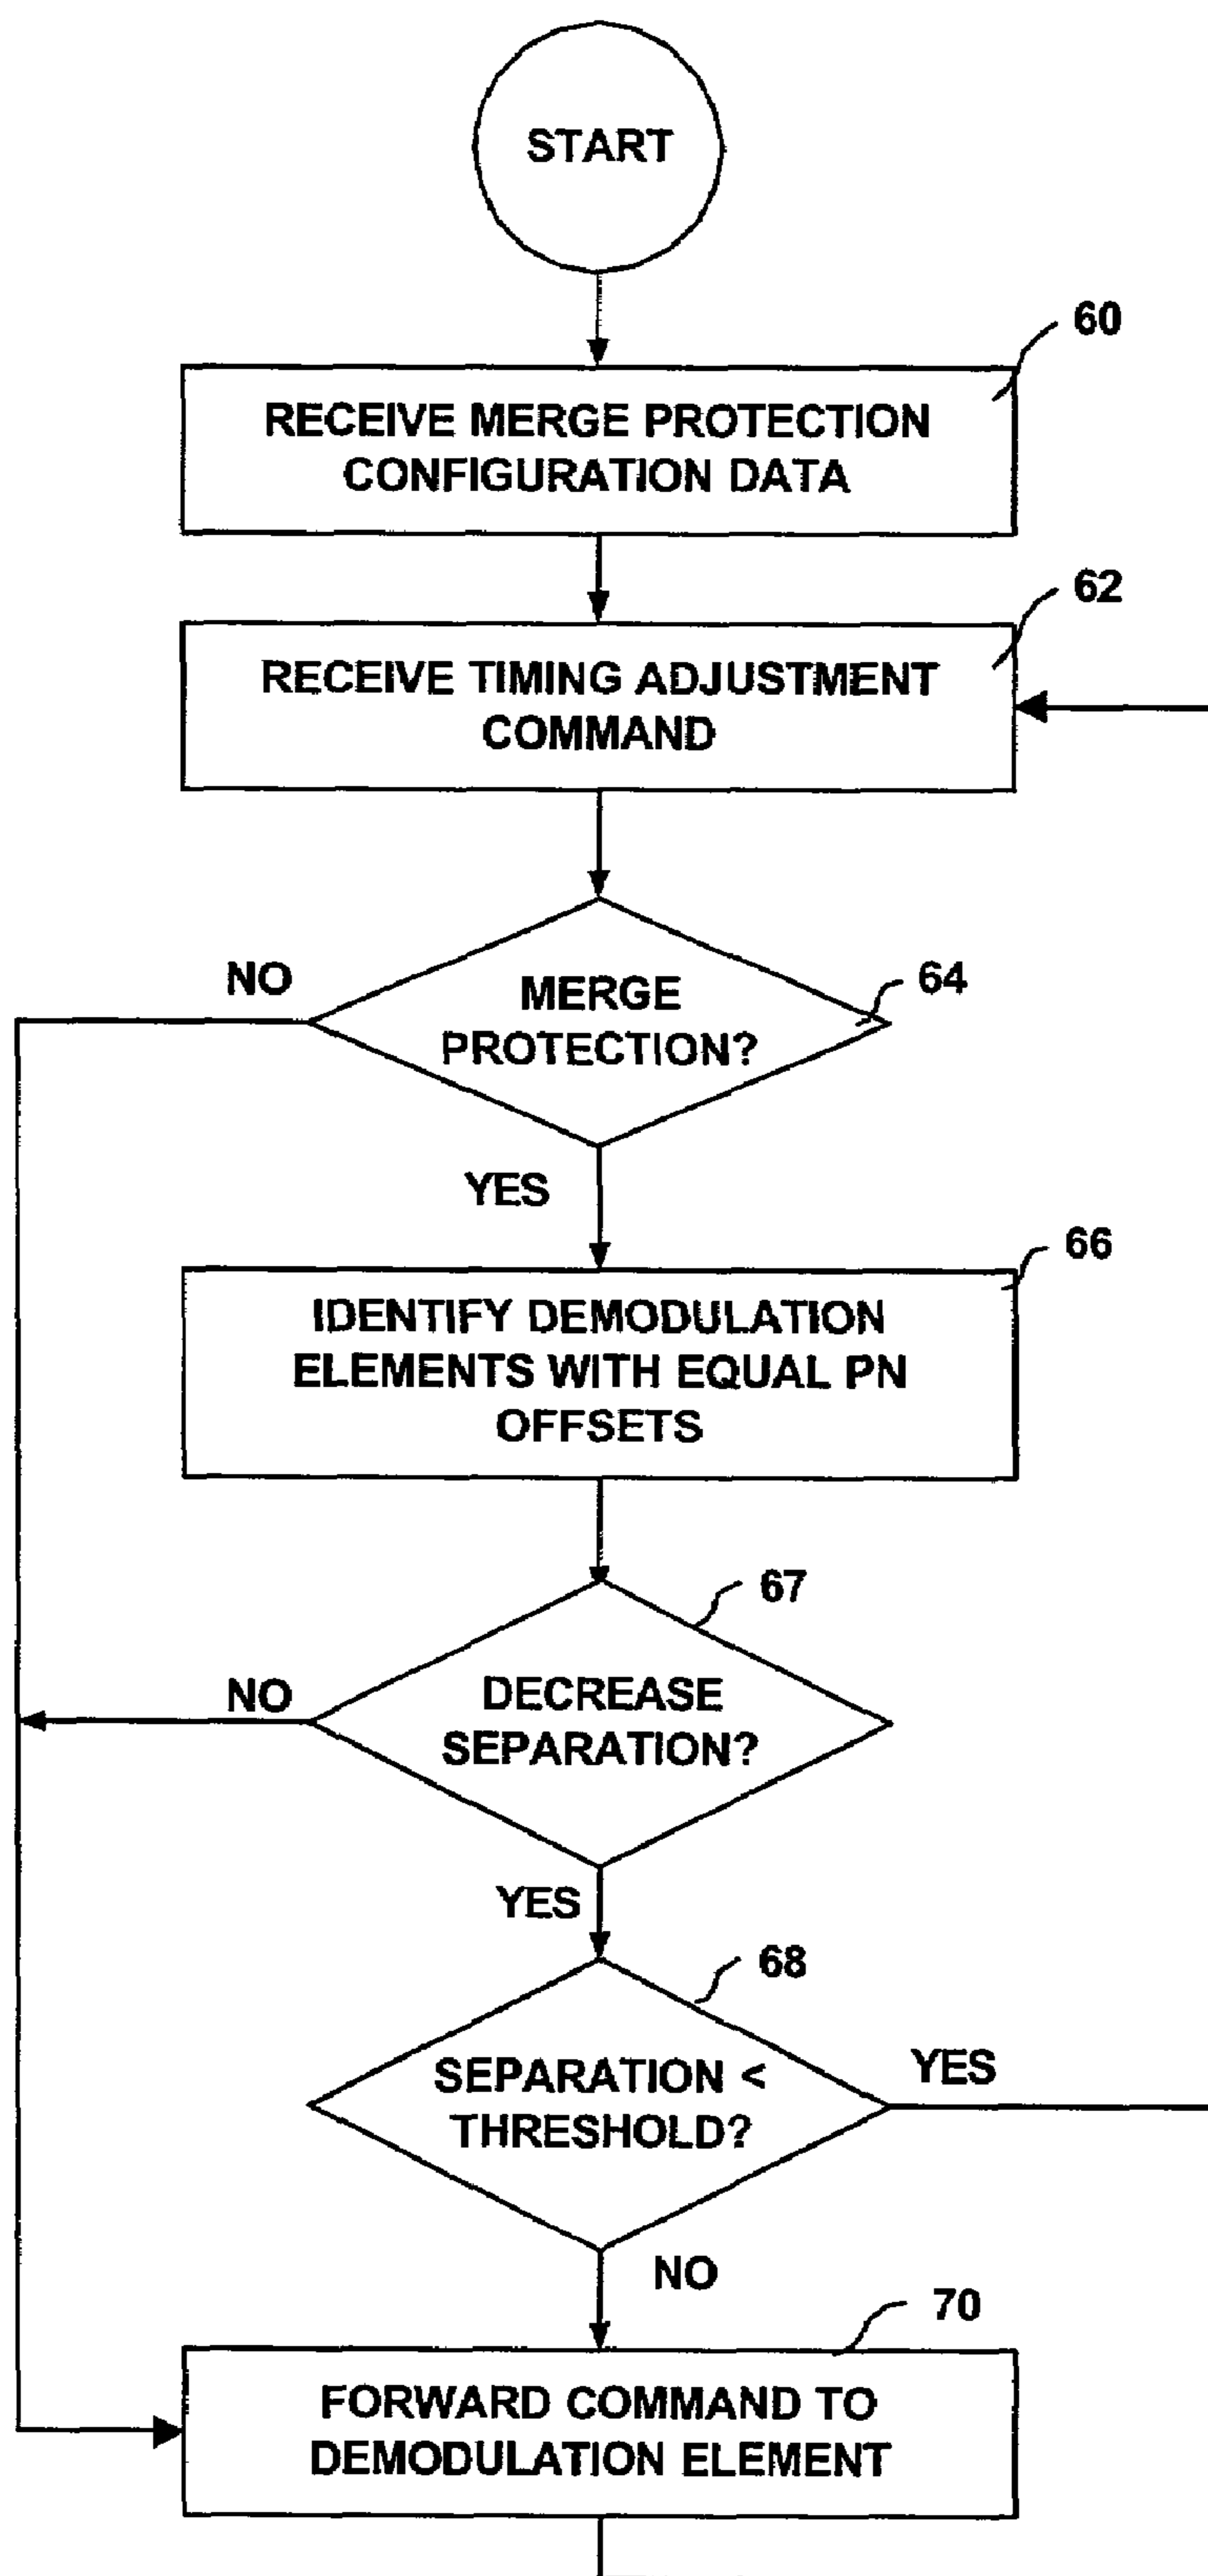 START
60
RECEIVE MERGE PROTECTION
CONFIGURATION DATA
62
RECEIVE TIMING ADJUSTMENT
COMMAND
NO
MERGE
PROTECTION?
64
YES
66
IDENTIFY DEMODULATION
ELEMENTS WITH EQUAL PN
OFFSETS
67
NO
DECREASE
SEPARATION?
YES
68
SEPARATION <
THRESHOLD?
YES
NO
70
FORWARD COMMAND TO
DEMODULATION ELEMENT